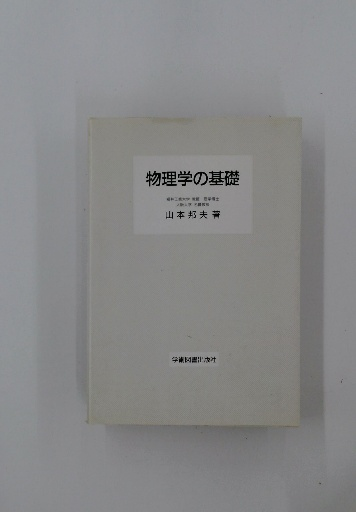 物理学の基礎
山本邦夫著
学術図書出版社